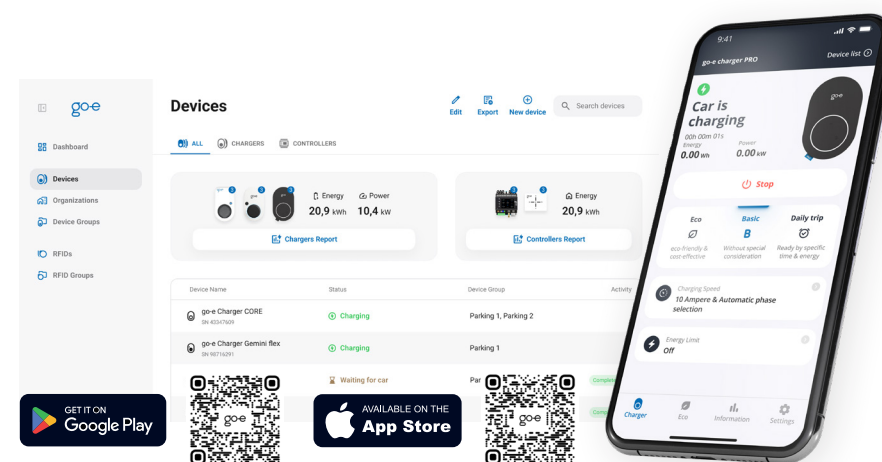 go-e
Dashboard
Devices
Organizations
Device Groups
RFIDs
RFID Groups
Devices
Edit
Export
New device
Search devices
ALL
CHARGERS
CONTROLLERS
3
3
3
Energy
20,9 kWh
Power
10,4 kW
Chargers Report
3
3
Energy
20,9 kWh
Controllers Report
Device Name
Status
Device Group
Activity
go-e Charger CORE
SN 40347609
Charging
Parking 1, Parking 2
go-e Charger Gemini flex
SN 98716291
Charging
Parking 1
Waiting for car
Par
go-e
go-e
GET IT ON
Google Play
AVAILABLE ON THE
App Store
9:41
go-e charger PRO
Device list
Car is
charging
00h 00m 01s
Energy
0.00 Wh
Power
0.00 kW
go-e
Stop
Eco
eco-friendly &
cost-effective
Basic
B
Without special
consideration
Daily trip
Ready by specific
time & energy
Charging Speed
10 Ampere & Automatic phase
selection
Energy Limit
Off
Charger
Eco
Information
Settings